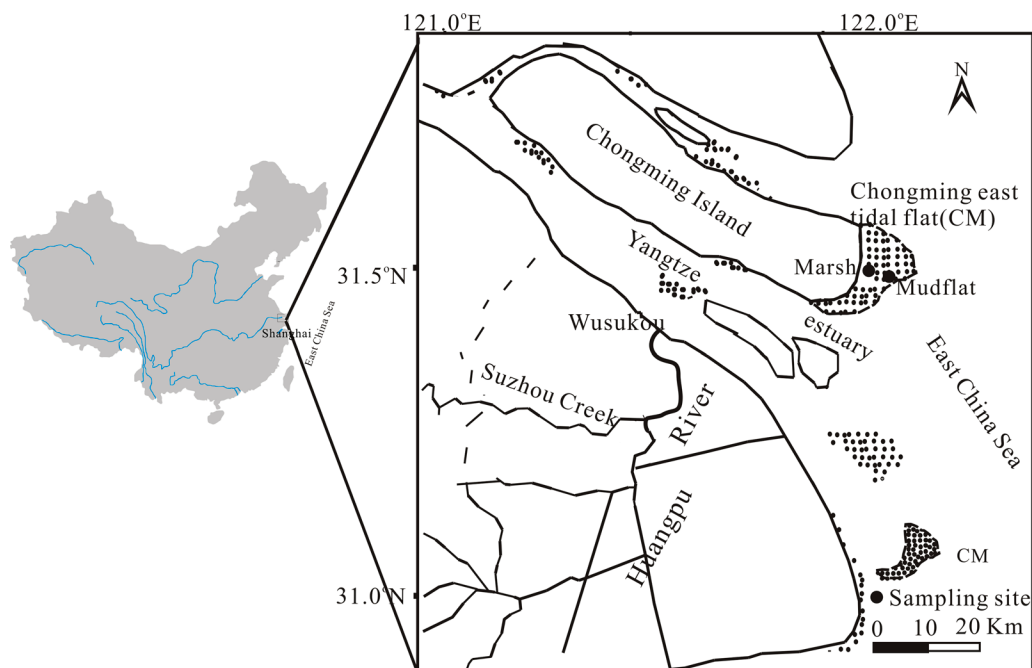 121.0°E
122.0°E
N
Chongming Island
Chongming east
tidal flat(CM)
Yangtze
Marsh
31.5°N
Mudflat
Shanghai
East China Sea
Wusukou
estuary
East China Sea
Suzhou Creek
River
Huangpu
CM
31.0°N
Sampling site
0 10 20 Km